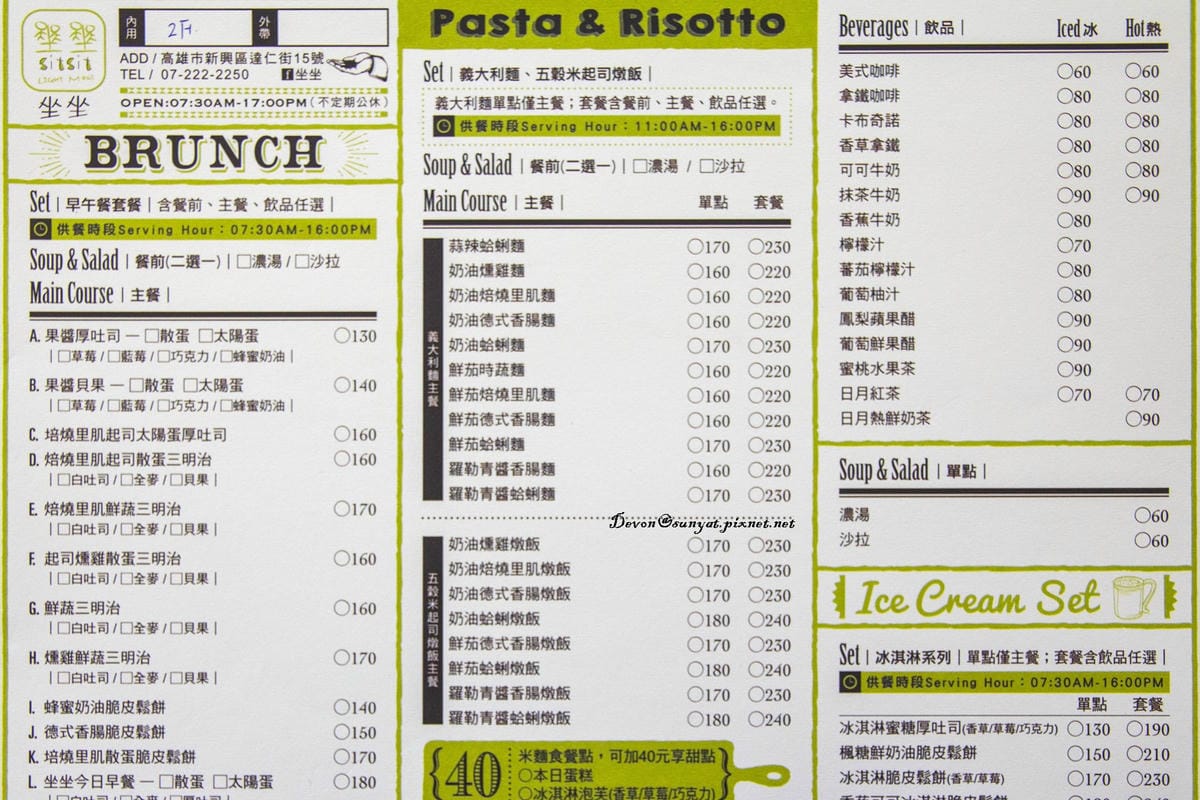 坐坐
sitsit
LIGHT MEAL
坐坐
內用 2F. 外帶
ADD / 高雄市新興區達仁街15號
TEL / 07-222-2250 f坐坐
OPEN:07:30AM-17:00PM(不定期公休)
BRUNCH
Set | 早午餐套餐 | 含餐前、主餐、飲品任選 |
供餐時段Serving Hour：07:30AM-16:00PM
Soup & Salad | 餐前(二選一) | □濃湯 / □沙拉
Main Course | 主餐 |
A. 果醬厚吐司 — □散蛋 □太陽蛋 ○130
| □草莓 / □藍莓 / □巧克力 / □蜂蜜奶油 |
B. 果醬貝果 — □散蛋 □太陽蛋 ○140
| □草莓 / □藍莓 / □巧克力 / □蜂蜜奶油 |
C. 焙燒里肌起司太陽蛋厚吐司 ○160
D. 焙燒里肌起司散蛋三明治 ○160
| □白吐司 / □全麥 / □貝果 |
E. 焙燒里肌鮮蔬三明治 ○170
| □白吐司 / □全麥 / □貝果 |
F. 起司燻雞散蛋三明治 ○160
| □白吐司 / □全麥 / □貝果 |
G. 鮮蔬三明治 ○160
| □白吐司 / □全麥 / □貝果 |
H. 燻雞鮮蔬三明治 ○170
| □白吐司 / □全麥 / □貝果 |
I. 蜂蜜奶油脆皮鬆餅 ○140
J. 德式香腸脆皮鬆餅 ○150
K. 焙燒里肌散蛋脆皮鬆餅 ○170
L. 坐坐今日早餐 — □散蛋 □太陽蛋 ○180
Pasta & Risotto
Set | 義大利麵、五穀米起司燉飯 |
義大利麵單點僅主餐；套餐含餐前、主餐、飲品任選。
供餐時段Serving Hour：11:00AM-16:00PM
Soup & Salad | 餐前(二選一) | □濃湯 / □沙拉
Main Course | 主餐 | 單點 套餐
義大利麵主餐
蒜辣蛤蜊麵 ○170 ○230
奶油燻雞麵 ○160 ○220
奶油焙燒里肌麵 ○160 ○220
奶油德式香腸麵 ○160 ○220
奶油蛤蜊麵 ○170 ○230
鮮茄時蔬麵 ○160 ○220
鮮茄焙燒里肌麵 ○160 ○220
鮮茄德式香腸麵 ○160 ○220
鮮茄蛤蜊麵 ○170 ○230
羅勒青醬香腸麵 ○160 ○220
羅勒青醬蛤蜊麵 ○170 ○230
Devon@sunyat.pixnet.net
五穀米起司燉飯主餐
奶油燻雞燉飯 ○170 ○230
奶油焙燒里肌燉飯 ○170 ○230
奶油德式香腸燉飯 ○170 ○230
奶油蛤蜊燉飯 ○180 ○240
鮮茄德式香腸燉飯 ○170 ○230
鮮茄蛤蜊燉飯 ○180 ○240
羅勒青醬香腸燉飯 ○170 ○230
羅勒青醬蛤蜊燉飯 ○180 ○240
{40}
米麵食餐點，可加40元享甜點
○本日蛋糕
○冰淇淋泡芙(香草/草莓/巧克力)
Beverages | 飲品 | Iced 冰 Hot 熱
美式咖啡 ○60 ○60
拿鐵咖啡 ○80 ○80
卡布奇諾 ○80 ○80
香草拿鐵 ○80 ○80
可可牛奶 ○80 ○80
抹茶牛奶 ○90 ○90
香蕉牛奶 ○80
檸檬汁 ○70
蕃茄檸檬汁 ○80
葡萄柚汁 ○80
鳳梨蘋果醋 ○90
葡萄鮮果醋 ○90
蜜桃水果茶 ○90
日月紅茶 ○70 ○70
日月熱鮮奶茶 ○90
Soup & Salad | 單點 |
濃湯 ○60
沙拉 ○60
Ice Cream Set
Set | 冰淇淋系列 | 單點僅主餐；套餐含飲品任選 |
供餐時段Serving Hour：07:30AM-16:00PM
單點 套餐
冰淇淋蜜糖厚吐司(香草/草莓/巧克力) ○130 ○190
楓糖鮮奶油脆皮鬆餅 ○150 ○210
冰淇淋脆皮鬆餅(香草/草莓) ○170 ○230